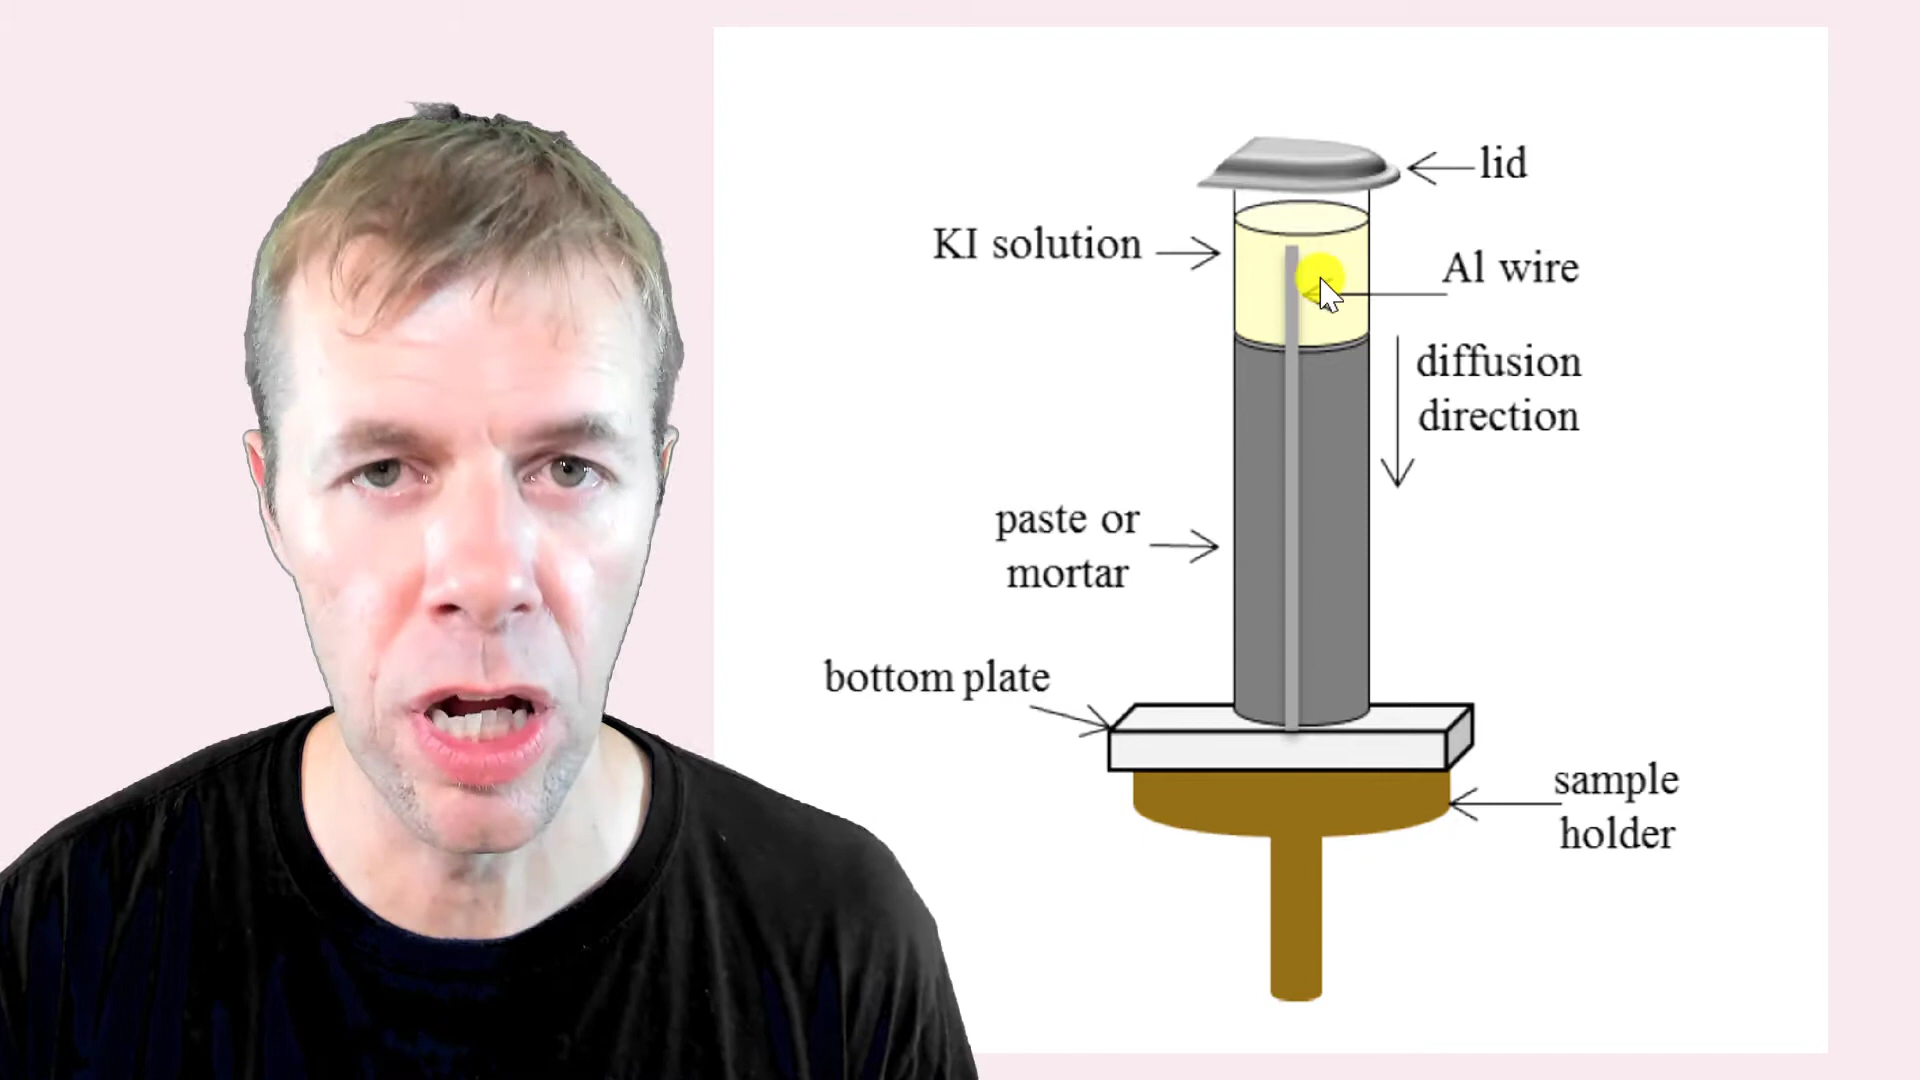 lid
KI solution
Al wire
diffusion
direction
paste or
mortar
bottom plate
sample
holder